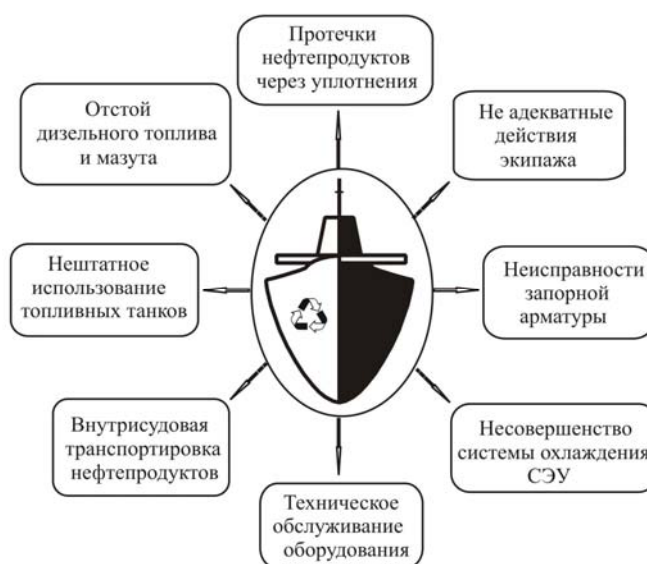 Протечки
нефтепродуктов
через уплотнения
Отстой
дизельного топлива
и мазута
Не адекватные
действия
экипажа
Нештатное
использование
топливных танков
Неисправности
запорной
арматуры
Внутрисудовая
транспортировка
нефтепродуктов
Несовершенство
системы охлаждения
СЭУ
Техническое
обслуживание
оборудования